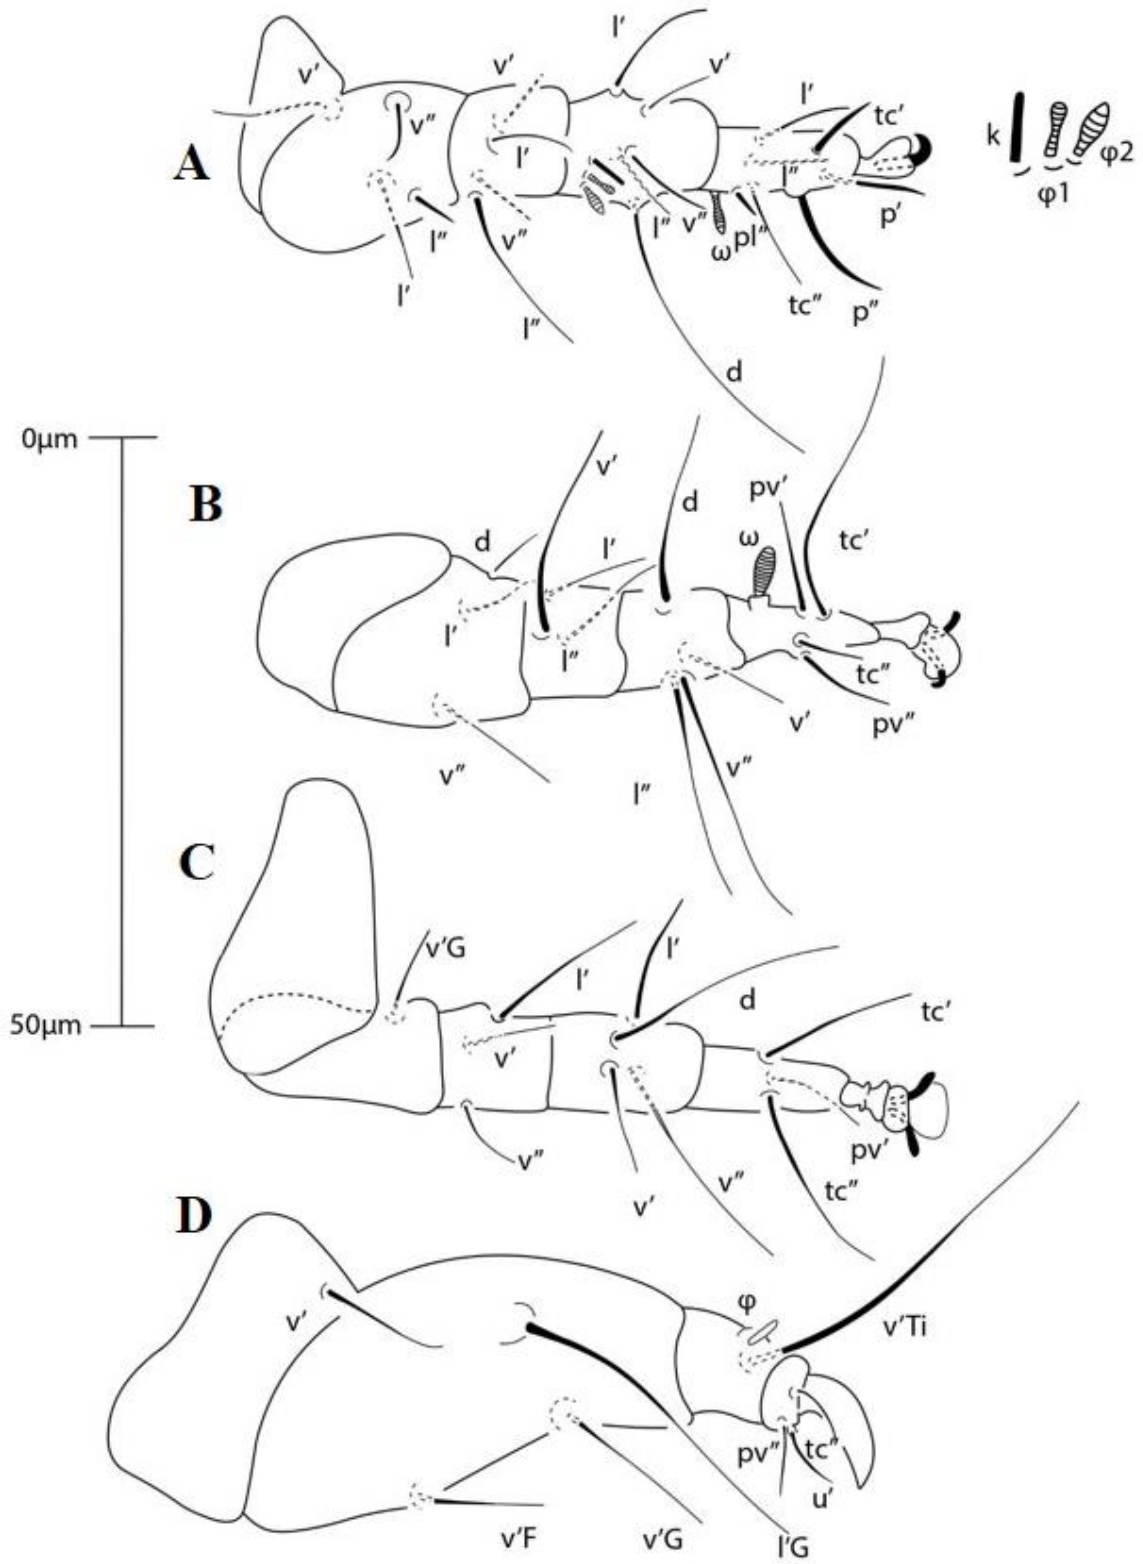 l′
v′ v′ v′ l′ tc′
v″ k φ2
A l′ l″ φ1
l″ v″ l″ v″ ω pl″ p′
l′ l″ tc″ p″
d
0µm
v′
B d pv′
d l′ ω tc′
l′ l″ tc″
v′ pv″
v″ l″ v″
C
v′G l′ l′
d tc′
50µm
v′
v″ pv′
v′ v″ tc″
D
φ
v′ v′Ti
pv″ tc″
u′
v′F v′G l′G